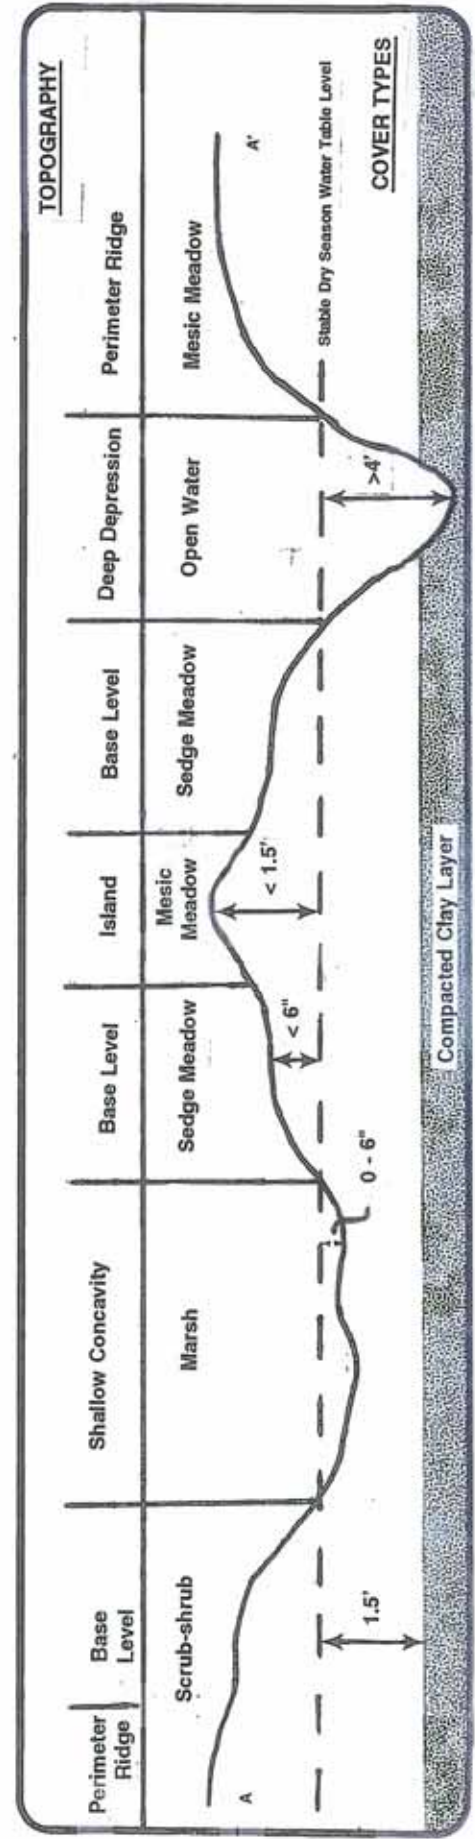 TOPOGRAPHY
Perimeter
Ridge
Base
Level
Shallow Concavity
Base Level
Island
Base Level
Deep Depression
Perimeter Ridge
Scrub-shrub
Marsh
Sedge Meadow
Mesic
Meadow
Sedge Meadow
Open Water
Mesic Meadow
A
A'
Stable Dry Season Water Table Level
COVER TYPES
1.5'
0 - 6"
< 6"
< 1.5'
>4'
Compacted Clay Layer